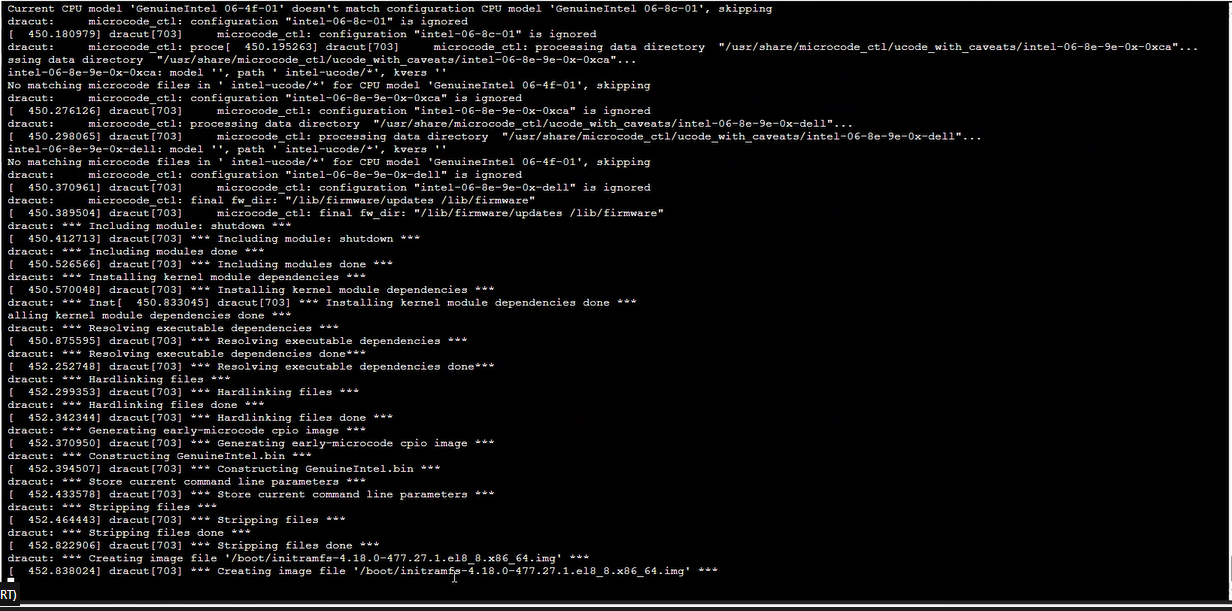 Current CPU model 'GenuineIntel 06-4f-01' doesn't match configuration CPU model 'GenuineIntel 06-8c-01', skipping
dracut:     microcode_ctl: configuration "intel-06-8c-01" is ignored
[  450.180979] dracut[703]     microcode_ctl: configuration "intel-06-8c-01" is ignored
dracut:     microcode_ctl: proce[  450.195263] dracut[703]     microcode_ctl: processing data directory  "/usr/share/microcode_ctl/ucode_with_caveats/intel-06-8e-9e-0x-0xca"...
ssing data directory  "/usr/share/microcode_ctl/ucode_with_caveats/intel-06-8e-9e-0x-0xca"...
intel-06-8e-9e-0x-0xca: model '', path ' intel-ucode/*', kvers ''
No matching microcode files in ' intel-ucode/*' for CPU model 'GenuineIntel 06-4f-01', skipping
dracut:     microcode_ctl: configuration "intel-06-8e-9e-0x-0xca" is ignored
[  450.276126] dracut[703]     microcode_ctl: configuration "intel-06-8e-9e-0x-0xca" is ignored
dracut:     microcode_ctl: processing data directory  "/usr/share/microcode_ctl/ucode_with_caveats/intel-06-8e-9e-0x-dell"...
[  450.298065] dracut[703]     microcode_ctl: processing data directory  "/usr/share/microcode_ctl/ucode_with_caveats/intel-06-8e-9e-0x-dell"...
intel-06-8e-9e-0x-dell: model '', path ' intel-ucode/*', kvers ''
No matching microcode files in ' intel-ucode/*' for CPU model 'GenuineIntel 06-4f-01', skipping
dracut:     microcode_ctl: configuration "intel-06-8e-9e-0x-dell" is ignored
[  450.370961] dracut[703]     microcode_ctl: configuration "intel-06-8e-9e-0x-dell" is ignored
dracut:     microcode_ctl: final fw_dir: "/lib/firmware/updates /lib/firmware"
[  450.389504] dracut[703]     microcode_ctl: final fw_dir: "/lib/firmware/updates /lib/firmware"
dracut: *** Including module: shutdown ***
[  450.412713] dracut[703] *** Including module: shutdown ***
dracut: *** Including modules done ***
[  450.526566] dracut[703] *** Including modules done ***
dracut: *** Installing kernel module dependencies ***
[  450.570048] dracut[703] *** Installing kernel module dependencies ***
dracut: *** Inst[  450.833045] dracut[703] *** Installing kernel module dependencies done ***
alling kernel module dependencies done ***
dracut: *** Resolving executable dependencies ***
[  450.875595] dracut[703] *** Resolving executable dependencies ***
dracut: *** Resolving executable dependencies done***
[  452.252748] dracut[703] *** Resolving executable dependencies done***
dracut: *** Hardlinking files ***
[  452.299353] dracut[703] *** Hardlinking files ***
dracut: *** Hardlinking files done ***
[  452.342344] dracut[703] *** Hardlinking files done ***
dracut: *** Generating early-microcode cpio image ***
[  452.370950] dracut[703] *** Generating early-microcode cpio image ***
dracut: *** Constructing GenuineIntel.bin ***
[  452.394507] dracut[703] *** Constructing GenuineIntel.bin ***
dracut: *** Store current command line parameters ***
[  452.433578] dracut[703] *** Store current command line parameters ***
dracut: *** Stripping files ***
[  452.464443] dracut[703] *** Stripping files ***
dracut: *** Stripping files done ***
[  452.822906] dracut[703] *** Stripping files done ***
dracut: *** Creating image file '/boot/initramfs-4.18.0-477.27.1.el8_8.x86_64.img' ***
[  452.838024] dracut[703] *** Creating image file '/boot/initramfs-4.18.0-477.27.1.el8_8.x86_64.img' ***
RT)